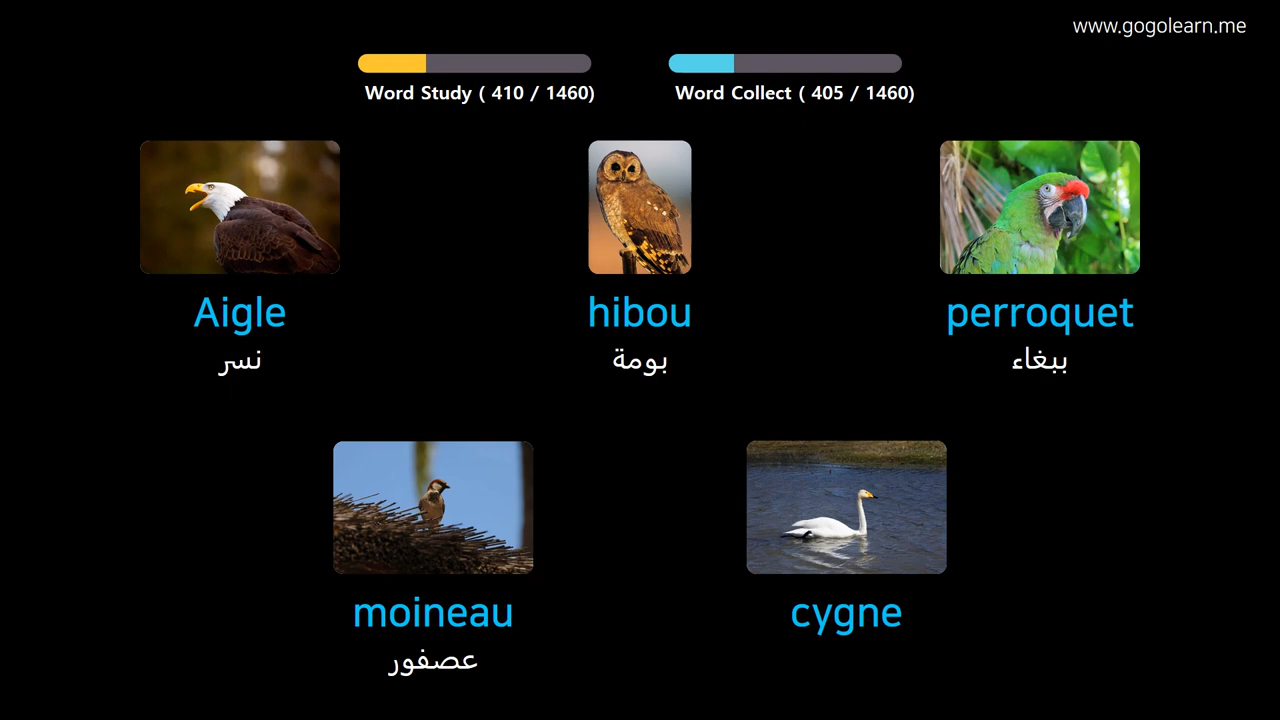 www.gogolearn.me
Word Study ( 410 / 1460)
Word Collect ( 405 / 1460)
Aigle
نسر
hibou
بومة
perroquet
ببغاء
moineau
عصفور
cygne